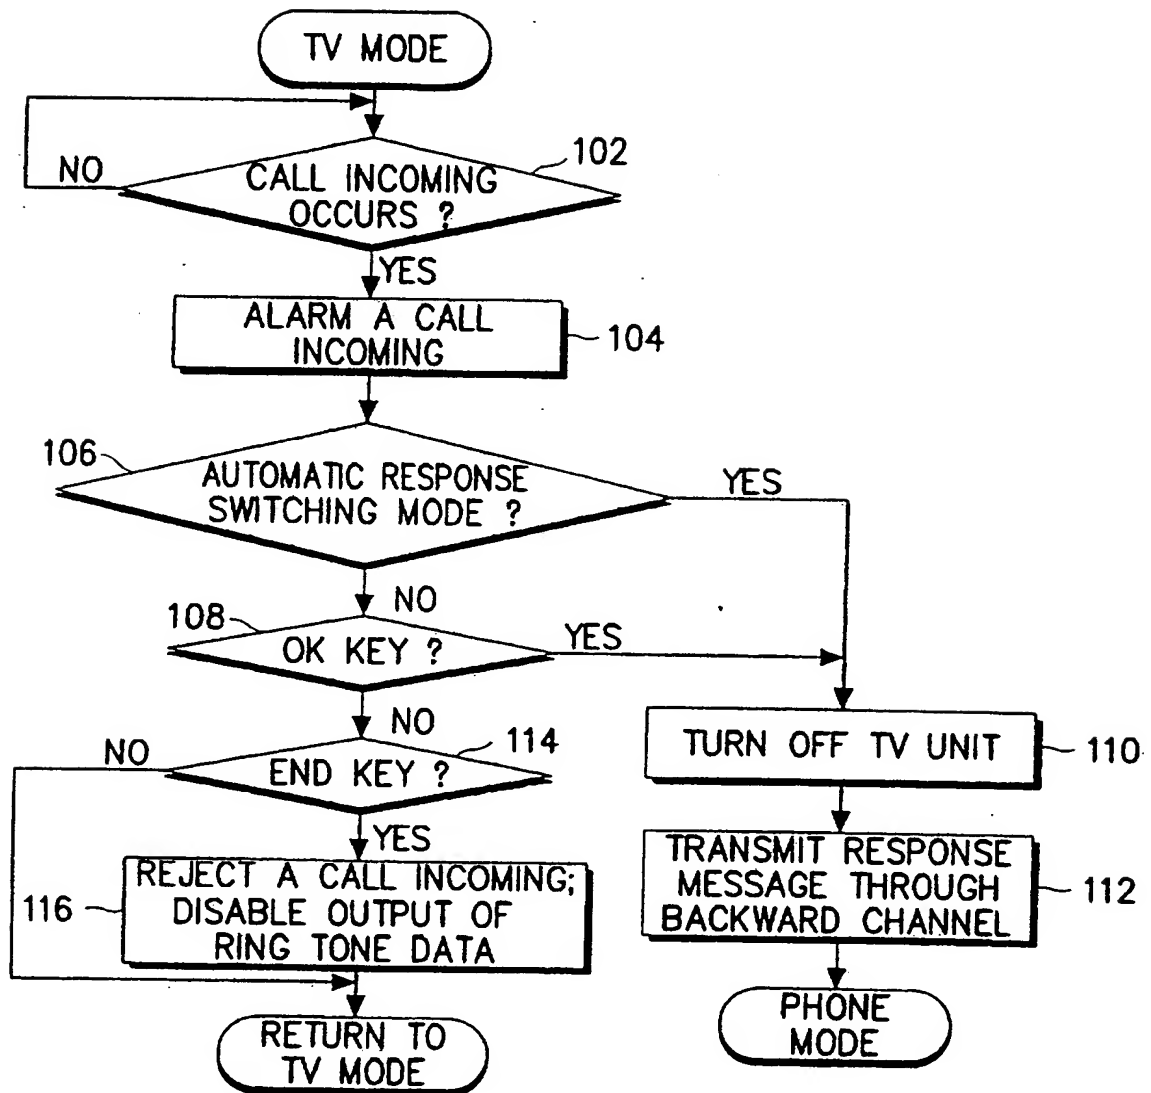 TV MODE
102
NO
CALL INCOMING
OCCURS ?
YES
ALARM A CALL
INCOMING
104
106
AUTOMATIC RESPONSE
SWITCHING MODE ?
YES
NO
108
OK KEY ?
YES
NO
114
NO
END KEY ?
TURN OFF TV UNIT
110
YES
REJECT A CALL INCOMING;
DISABLE OUTPUT OF
RING TONE DATA
116
TRANSMIT RESPONSE
MESSAGE THROUGH
BACKWARD CHANNEL
112
RETURN TO
TV MODE
PHONE
MODE